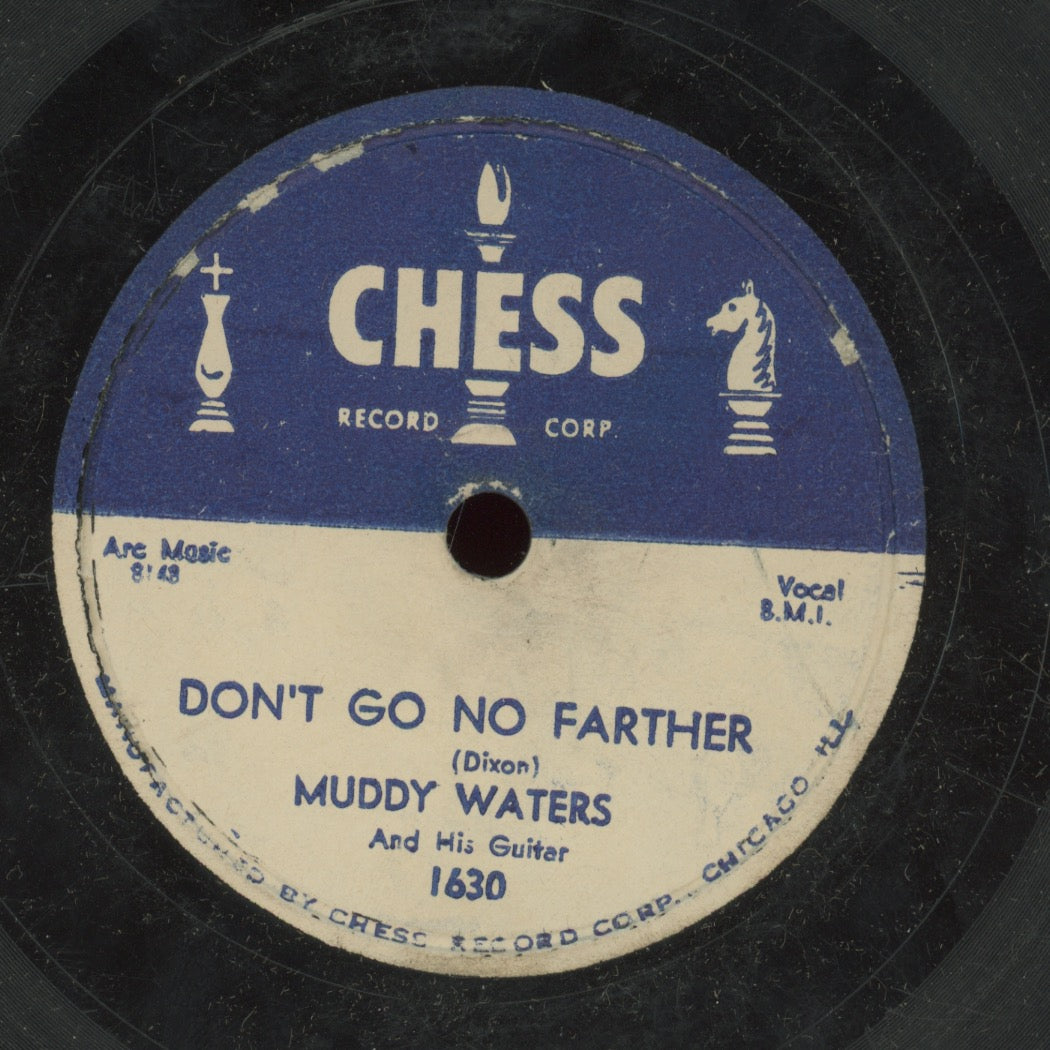 CHESS
RECORD CORP.
Arc Music
8148
Vocal
B.M.I.
DON'T GO NO FARTHER
(Dixon)
MUDDY WATERS
And His Guitar
1630
MANUFACTURED BY CHESS RECORD CORP., CHICAGO, ILL.